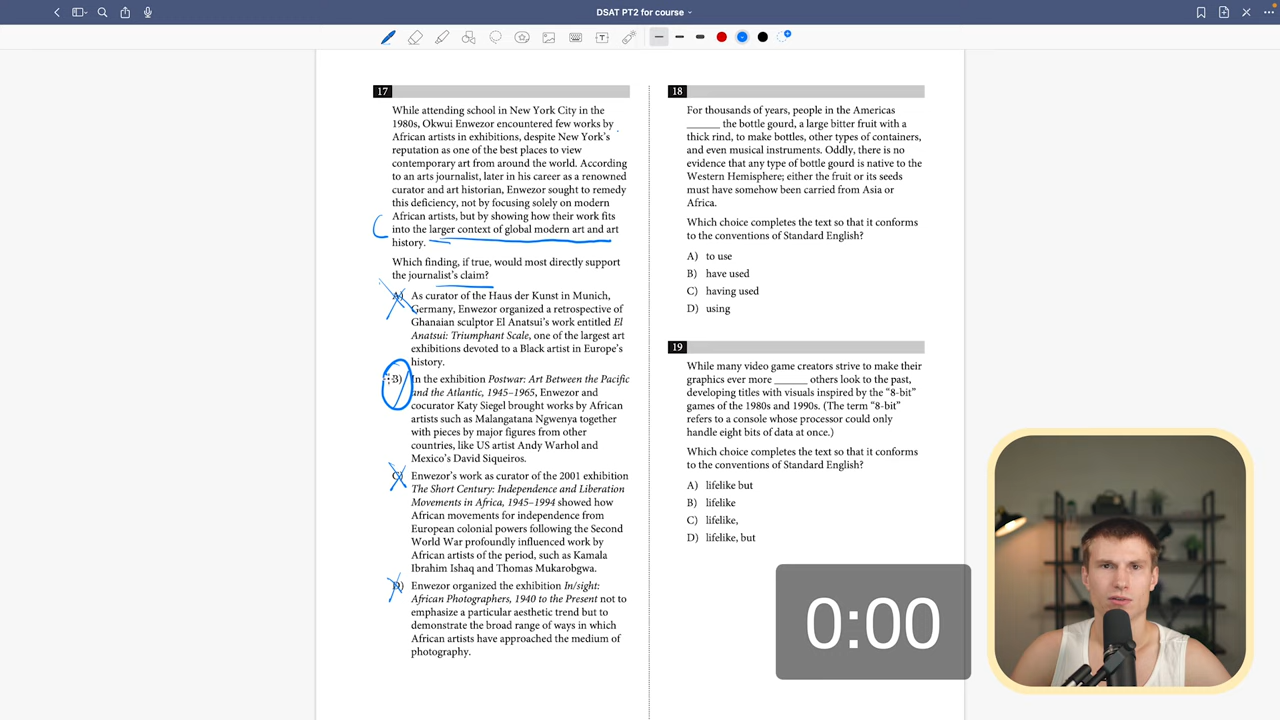 DSAT PT2 for course
17
While attending school in New York City in the
1980s, Okwui Enwezor encountered few works by
African artists in exhibitions, despite New York's
reputation as one of the best places to view
contemporary art from around the world. According
to an arts journalist, later in his career as a renowned
curator and art historian, Enwezor sought to remedy
this deficiency, not by focusing solely on modern
African artists, but by showing how their work fits
into the larger context of global modern art and art
history.
Which finding, if true, would most directly support
the journalist's claim?
A) As curator of the Haus der Kunst in Munich,
Germany, Enwezor organized a retrospective of
Ghanaian sculptor El Anatsui's work entitled El
Anatsui: Triumphant Scale, one of the largest art
exhibitions devoted to a Black artist in Europe's
history.
B) In the exhibition Postwar: Art Between the Pacific
and the Atlantic, 1945–1965, Enwezor and
cocurator Katy Siegel brought works by African
artists such as Malangatana Ngwenya together
with pieces by major figures from other
countries, like US artist Andy Warhol and
Mexico's David Siqueiros.
C) Enwezor's work as curator of the 2001 exhibition
The Short Century: Independence and Liberation
Movements in Africa, 1945–1994 showed how
African movements for independence from
European colonial powers following the Second
World War profoundly influenced work by
African artists of the period, such as Kamala
Ibrahim Ishaq and Thomas Mukarobgwa.
D) Enwezor organized the exhibition In/sight:
African Photographers, 1940 to the Present not to
emphasize a particular aesthetic trend but to
demonstrate the broad range of ways in which
African artists have approached the medium of
photography.
18
For thousands of years, people in the Americas
______ the bottle gourd, a large bitter fruit with a
thick rind, to make bottles, other types of containers,
and even musical instruments. Oddly, there is no
evidence that any type of bottle gourd is native to the
Western Hemisphere; either the fruit or its seeds
must have somehow been carried from Asia or
Africa.
Which choice completes the text so that it conforms
to the conventions of Standard English?
A) to use
B) have used
C) having used
D) using
19
While many video game creators strive to make their
graphics ever more ______ others look to the past,
developing titles with visuals inspired by the "8-bit"
games of the 1980s and 1990s. (The term "8-bit"
refers to a console whose processor could only
handle eight bits of data at once.)
Which choice completes the text so that it conforms
to the conventions of Standard English?
A) lifelike but
B) lifelike
C) lifelike,
D) lifelike, but
0:00